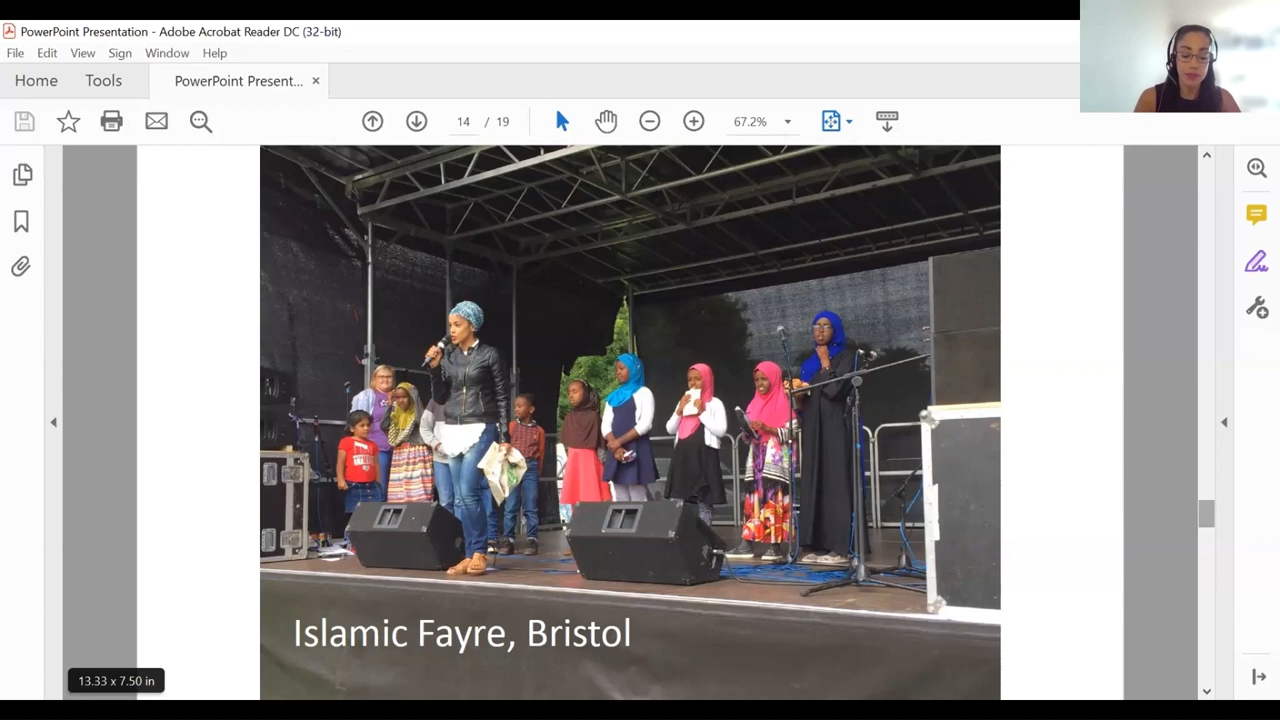 PowerPoint Presentation - Adobe Acrobat Reader DC (32-bit)
File Edit View Sign Window Help
Home Tools PowerPoint Present... ×
14 / 19 67.2%
Islamic Fayre, Bristol
13.33 x 7.50 in